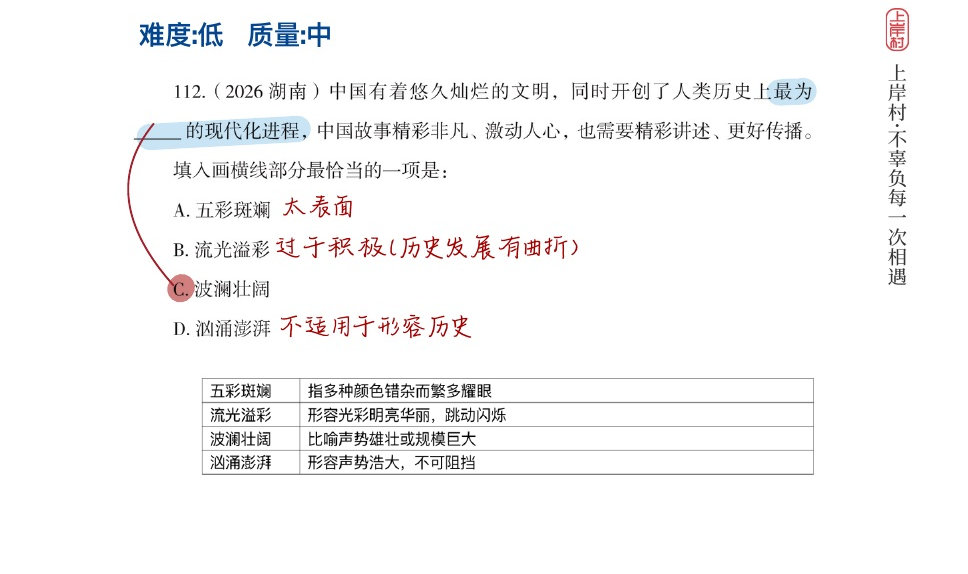 难度:低 质量:中
112.（2026 湖南）中国有着悠久灿烂的文明，同时开创了人类历史上最为
_____的现代化进程，中国故事精彩非凡、激动人心，也需要精彩讲述、更好传播。
填入画横线部分最恰当的一项是：
A. 五彩斑斓 太表面
B. 流光溢彩 过于积极(历史发展有曲折)
C. 波澜壮阔
D. 汹涌澎湃 不适用于形容历史
五彩斑斓 指多种颜色错杂而繁多耀眼
流光溢彩 形容光彩明亮华丽，跳动闪烁
波澜壮阔 比喻声势雄壮或规模巨大
汹涌澎湃 形容声势浩大，不可阻挡
上岸村
上岸村·不辜负每一次相遇